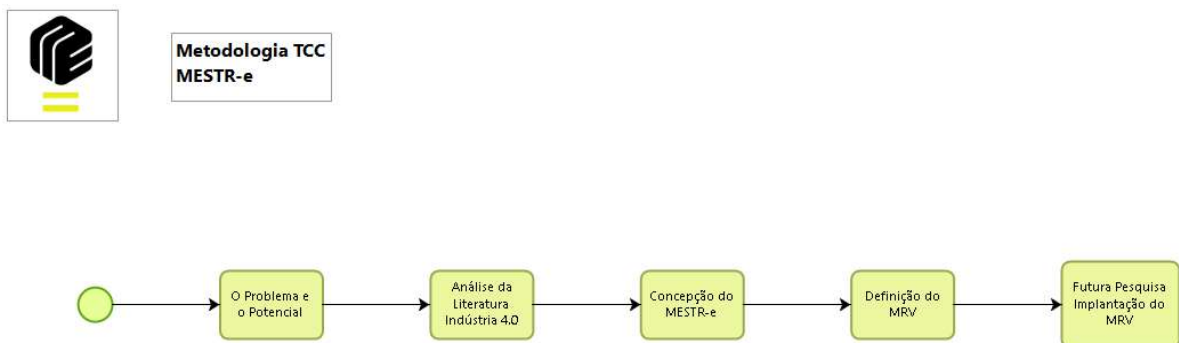 Metodologia TCC
MESTR-e
O Problema e
o Potencial
Análise da
Literatura
Indústria 4.0
Concepção do
MESTR-e
Definição do
MRV
Futura Pesquisa
Implantação do
MRV